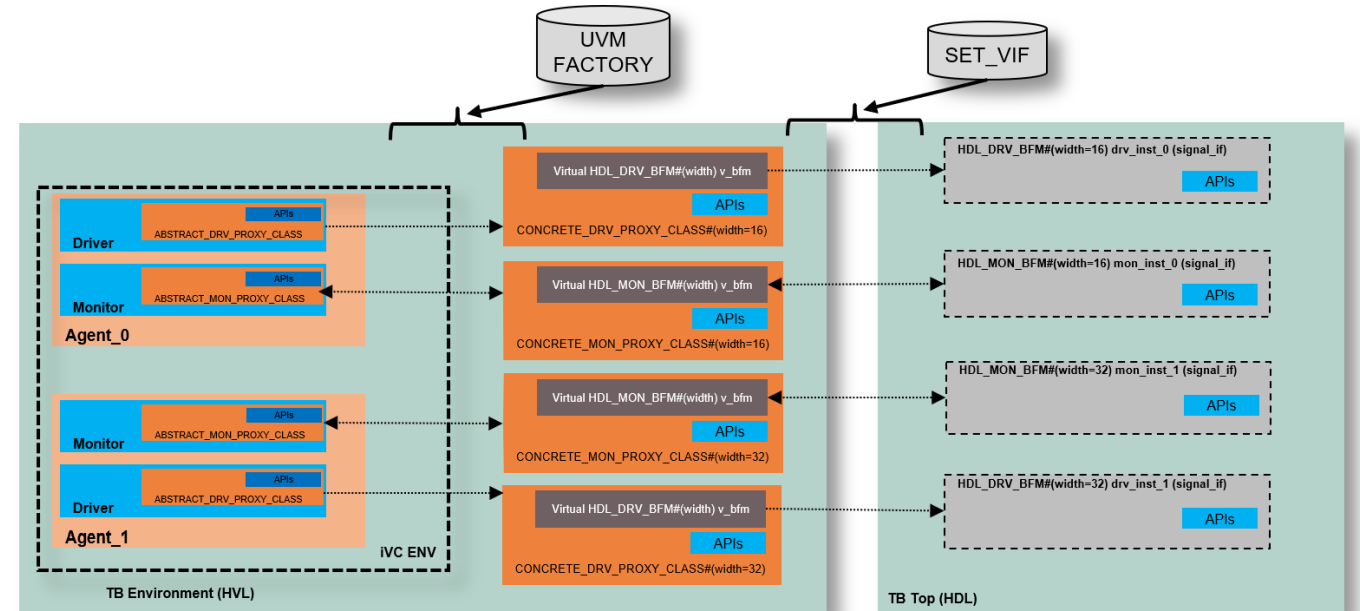 UVM
FACTORY
SET_VIF
APIs
ABSTRACT_DRV_PROXY_CLASS
Driver
APIs
ABSTRACT_MON_PROXY_CLASS
Monitor
Agent_0
APIs
ABSTRACT_MON_PROXY_CLASS
Monitor
APIs
ABSTRACT_DRV_PROXY_CLASS
Driver
Agent_1
iVC ENV
TB Environment (HVL)
Virtual HDL_DRV_BFM#(width) v_bfm
APIs
CONCRETE_DRV_PROXY_CLASS#(width=16)
Virtual HDL_MON_BFM#(width) v_bfm
APIs
CONCRETE_MON_PROXY_CLASS#(width=16)
Virtual HDL_MON_BFM#(width) v_bfm
APIs
CONCRETE_MON_PROXY_CLASS#(width=32)
Virtual HDL_DRV_BFM#(width) v_bfm
APIs
CONCRETE_DRV_PROXY_CLASS#(width=32)
HDL_DRV_BFM#(width=16) drv_inst_0 (signal_if)
APIs
HDL_MON_BFM#(width=16) mon_inst_0 (signal_if)
APIs
HDL_MON_BFM#(width=32) mon_inst_1 (signal_if)
APIs
HDL_DRV_BFM#(width=32) drv_inst_1 (signal_if)
APIs
TB Top (HDL)